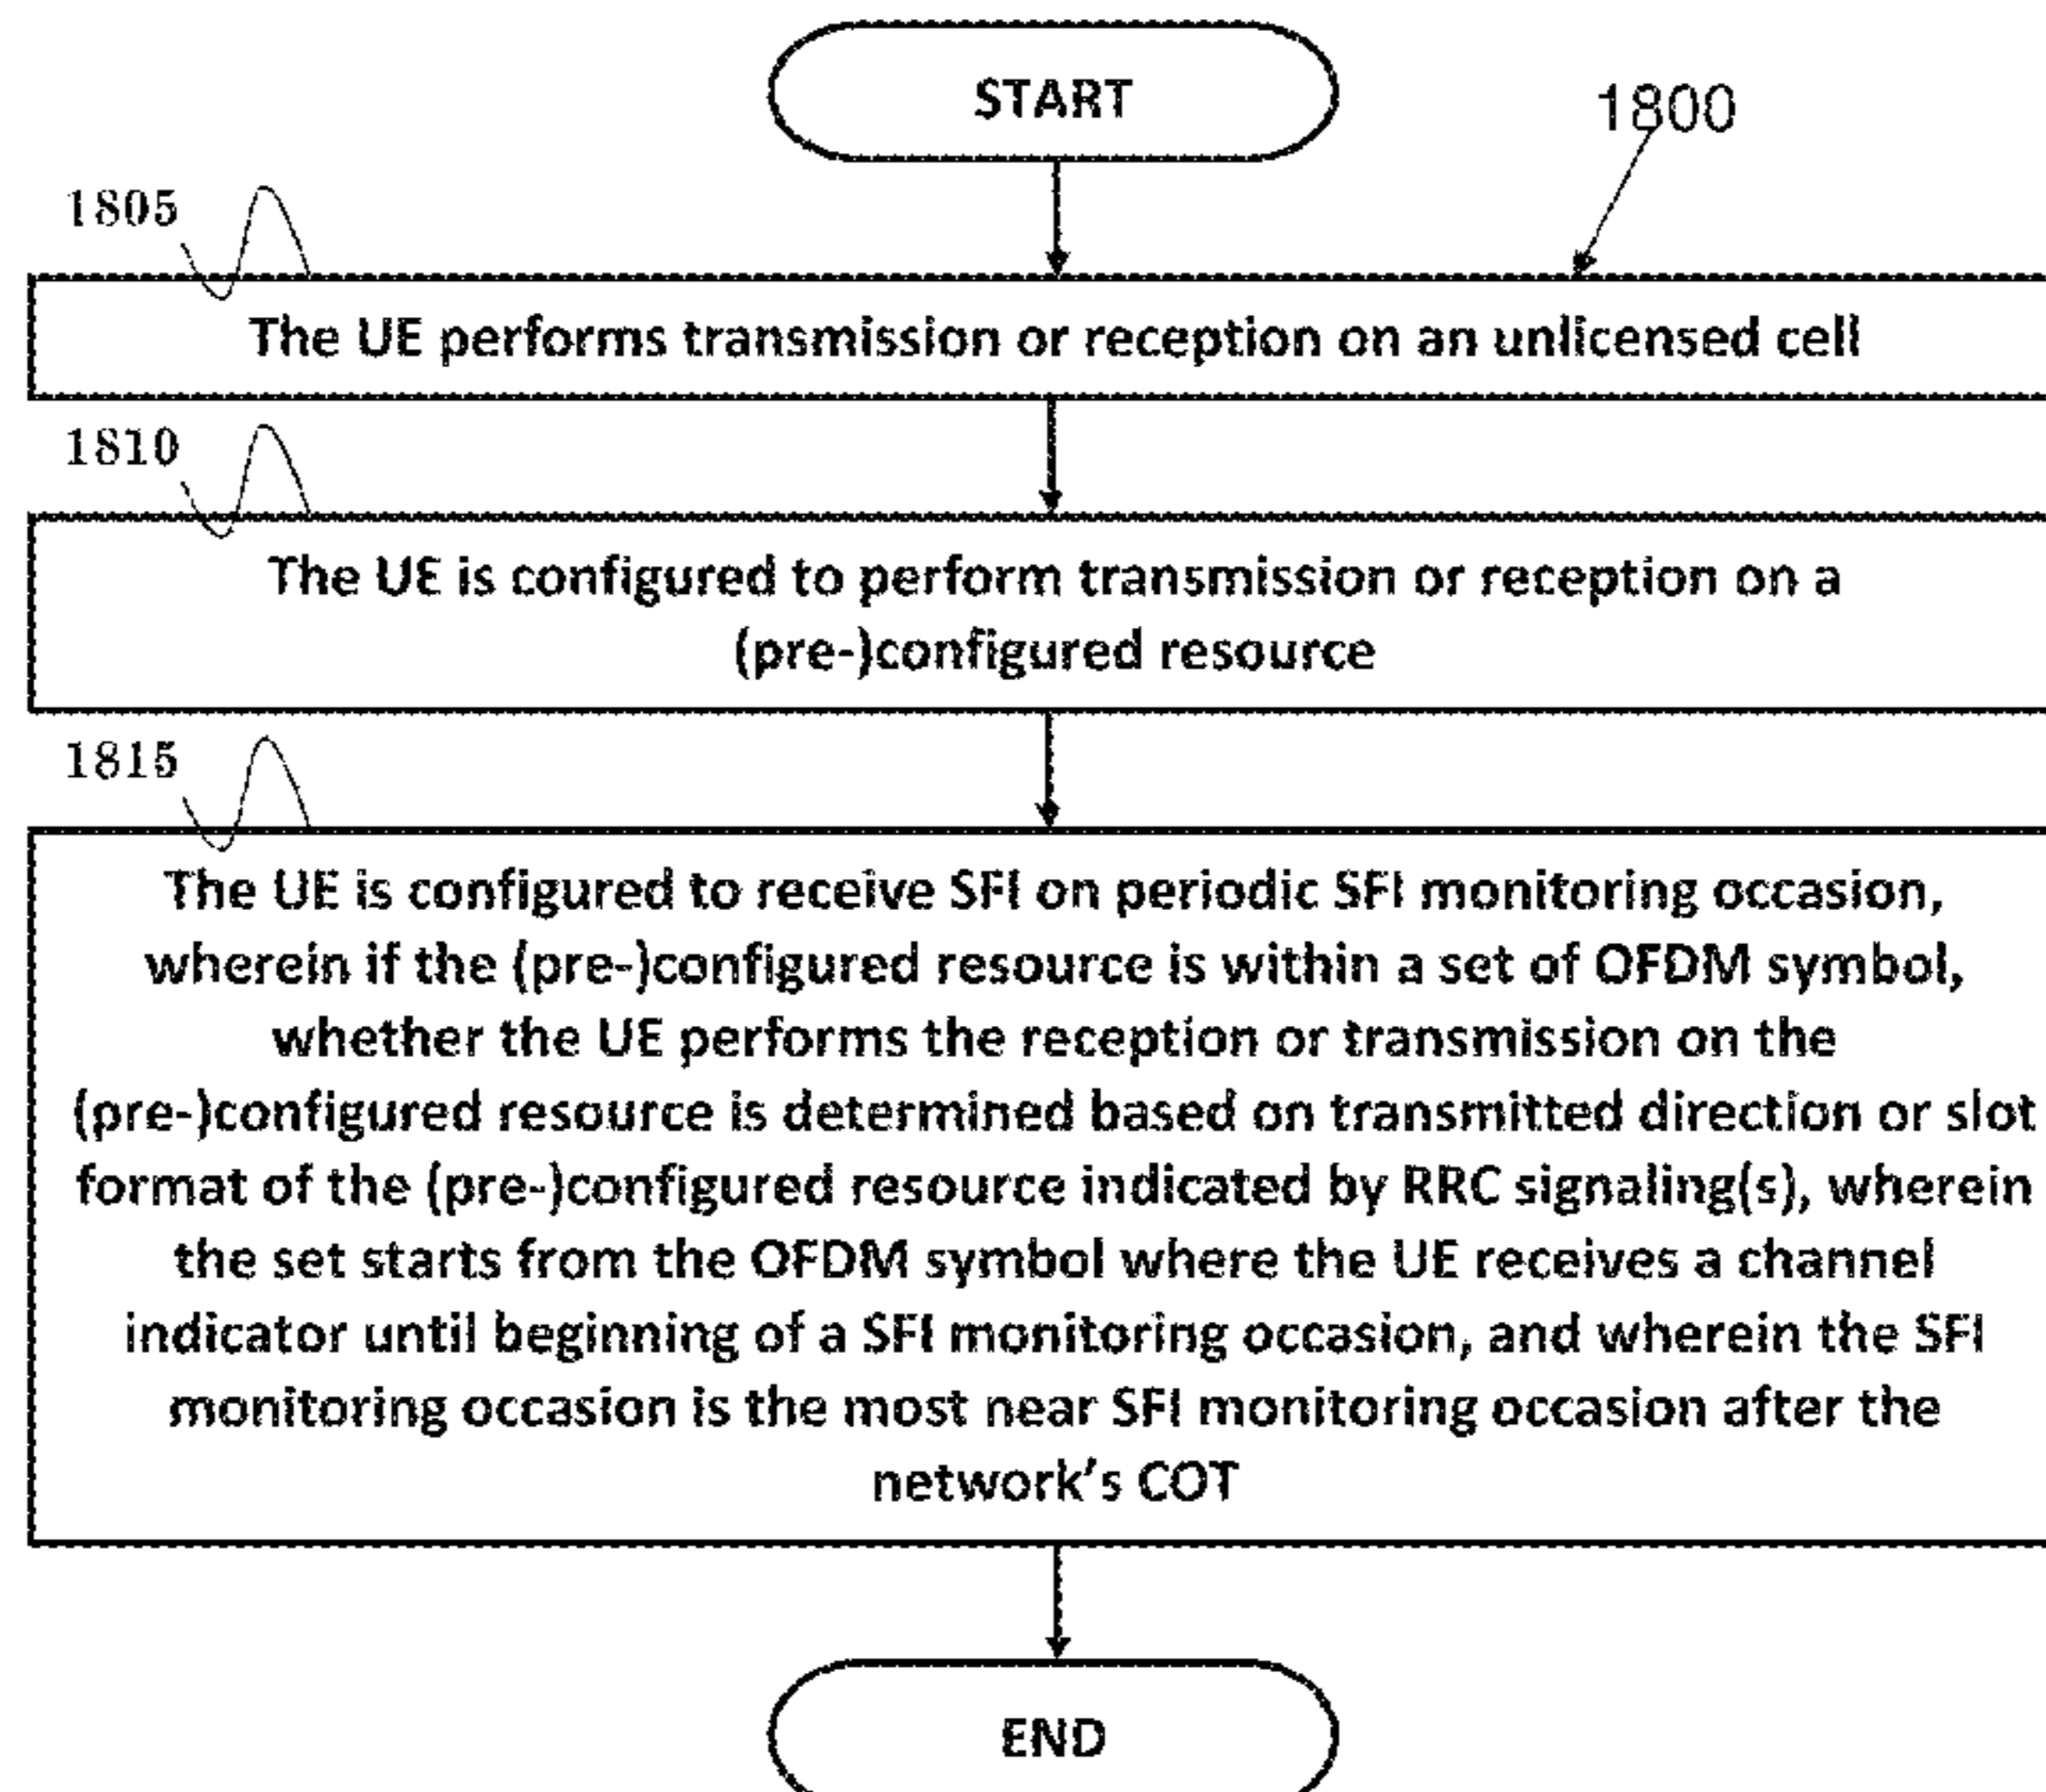 START
1800
1805
The UE performs transmission or reception on an unlicensed cell
1810
The UE is configured to perform transmission or reception on a
(pre-)configured resource
1815
The UE is configured to receive SFI on periodic SFI monitoring occasion,
wherein if the (pre-)configured resource is within a set of OFDM symbol,
whether the UE performs the reception or transmission on the
(pre-)configured resource is determined based on transmitted direction or slot
format of the (pre-)configured resource indicated by RRC signaling(s), wherein
the set starts from the OFDM symbol where the UE receives a channel
indicator until beginning of a SFI monitoring occasion, and wherein the SFI
monitoring occasion is the most near SFI monitoring occasion after the
network's COT
END